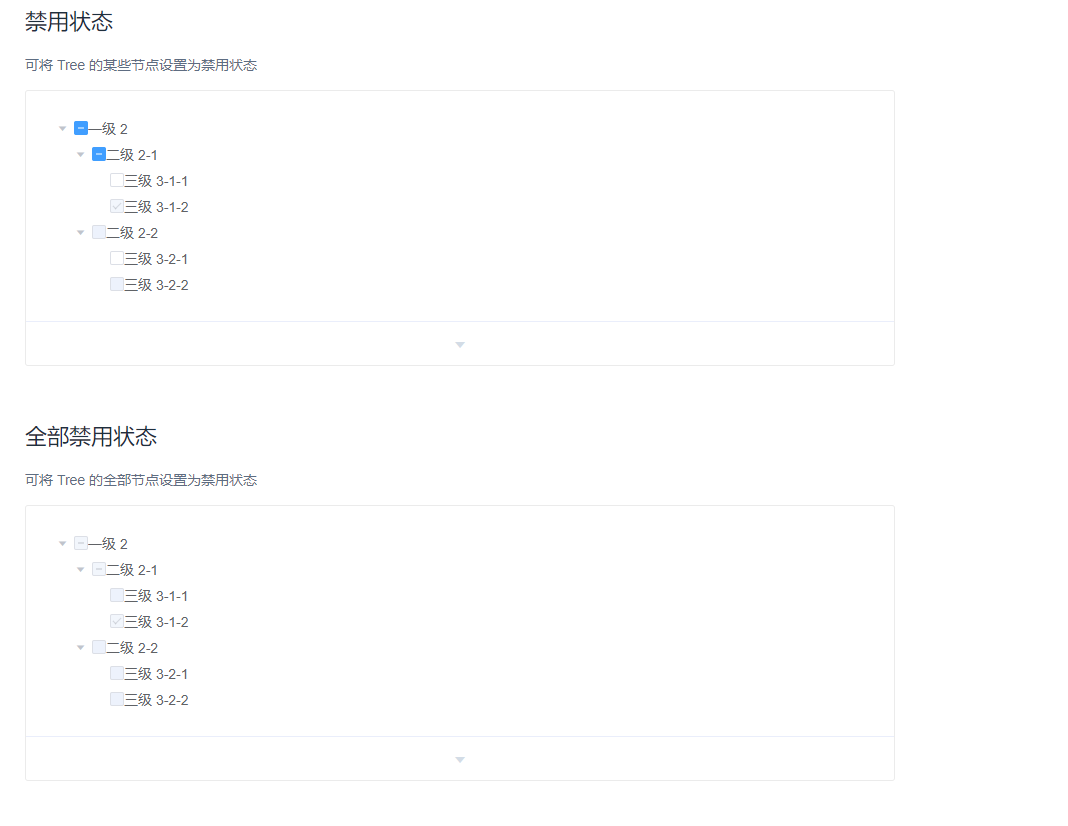 禁用状态
可将 Tree 的某些节点设置为禁用状态
一级 2
二级 2-1
三级 3-1-1
三级 3-1-2
二级 2-2
三级 3-2-1
三级 3-2-2
全部禁用状态
可将 Tree 的全部节点设置为禁用状态
一级 2
二级 2-1
三级 3-1-1
三级 3-1-2
二级 2-2
三级 3-2-1
三级 3-2-2